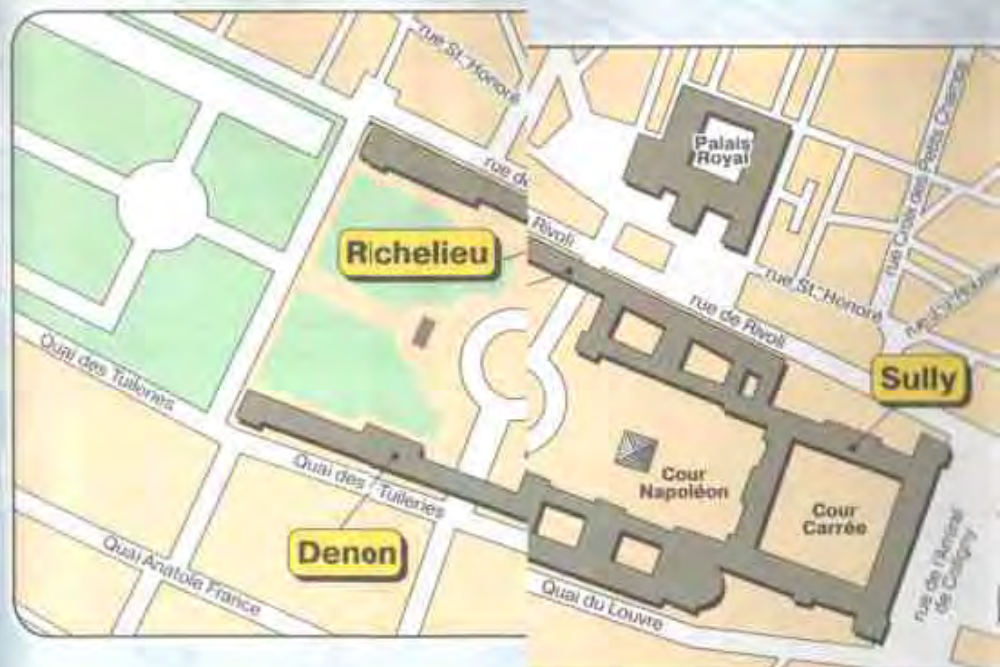 rue St-Honoré
Palais
Royal
rue Croix des Petits Champs
rue de
Rivoli
Richelieu
rue St-Honoré
rue de Rivoli
Quai des Tuileries
Sully
Cour
Napoléon
Cour
Carrée
Quai des Tuileries
Denon
Quai Anatole France
Quai du Louvre
rue de l'Amiral
de Coligny